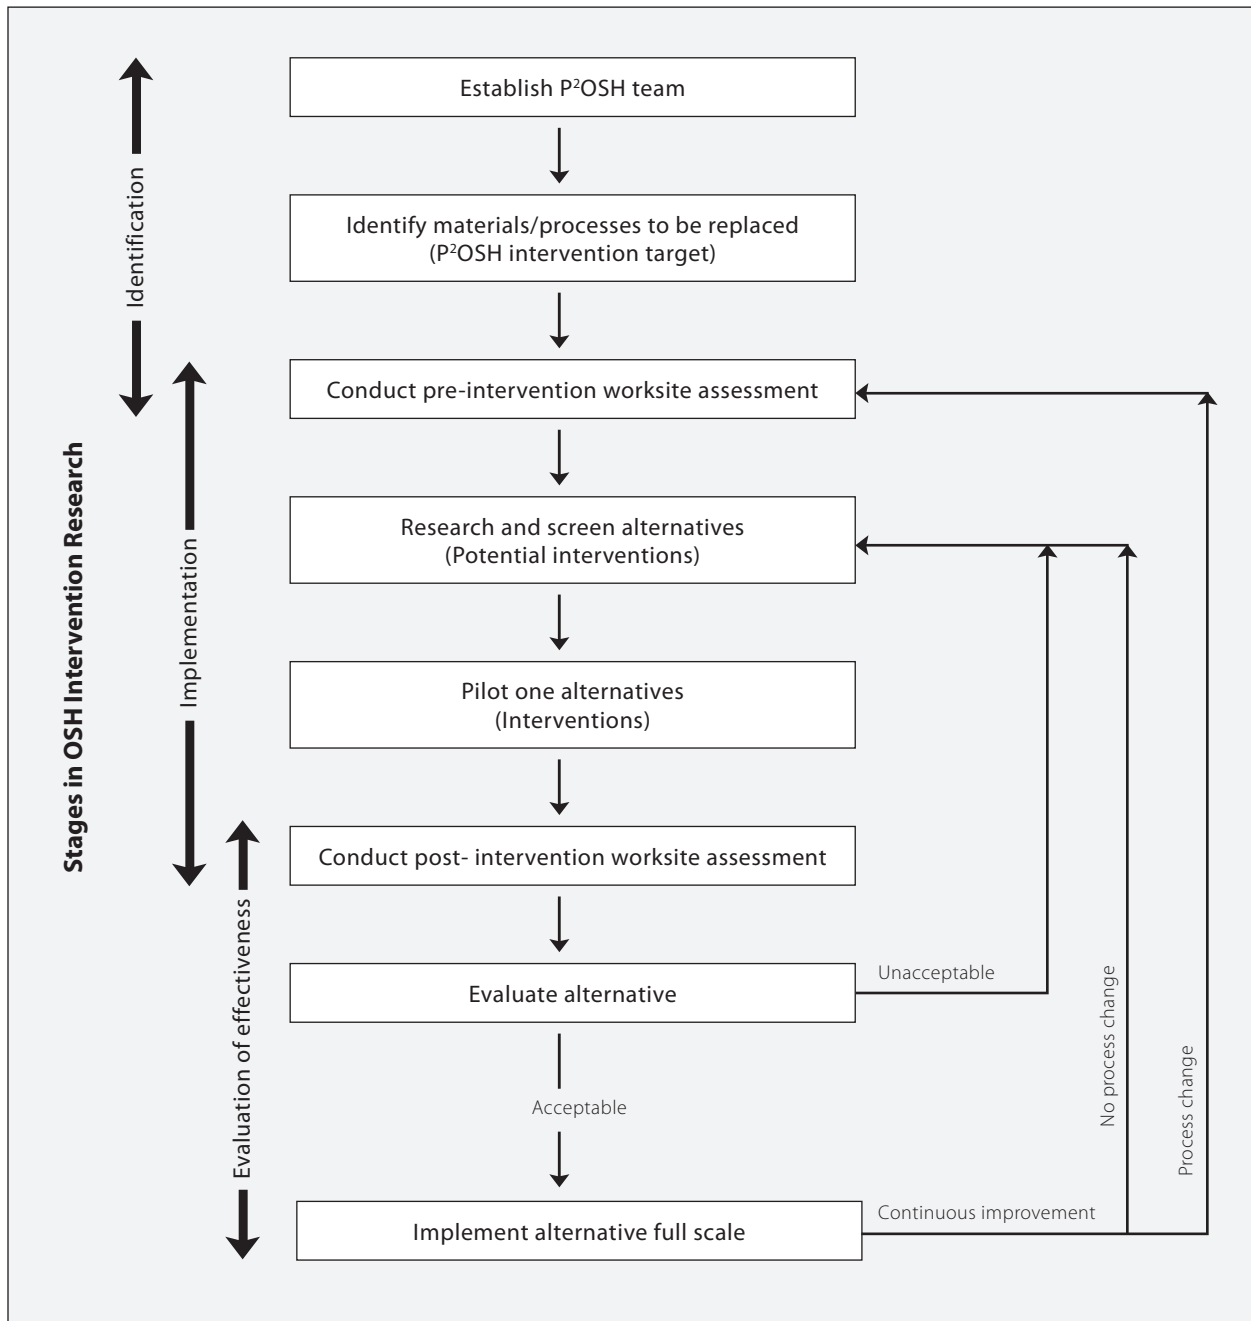 Establish P²OSH team
Identify materials/processes to be replaced
(P²OSH intervention target)
Conduct pre-intervention worksite assessment
Research and screen alternatives
(Potential interventions)
Pilot one alternatives
(Interventions)
Conduct post- intervention worksite assessment
Evaluate alternative
Unacceptable
Acceptable
Implement alternative full scale
Continuous improvement
No process change
Process change
Stages in OSH Intervention Research
Identification
Implementation
Evaluation of effectiveness